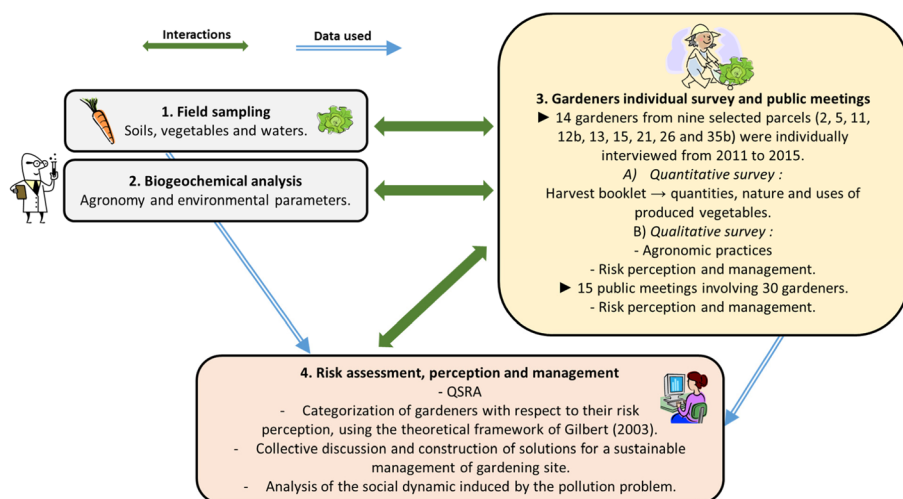 Interactions
Data used
1. Field sampling
Soils, vegetables and waters.
2. Biogeochemical analysis
Agronomy and environmental parameters.
3. Gardeners individual survey and public meetings
► 14 gardeners from nine selected parcels (2, 5, 11,
12b, 13, 15, 21, 26 and 35b) were individually
interviewed from 2011 to 2015.
A) Quantitative survey :
Harvest booklet → quantities, nature and uses of
produced vegetables.
B) Qualitative survey :
- Agronomic practices
- Risk perception and management.
► 15 public meetings involving 30 gardeners.
- Risk perception and management.
4. Risk assessment, perception and management
- QSRA
- Categorization of gardeners with respect to their risk
perception, using the theoretical framework of Gilbert (2003).
- Collective discussion and construction of solutions for a sustainable
management of gardening site.
- Analysis of the social dynamic induced by the pollution problem.